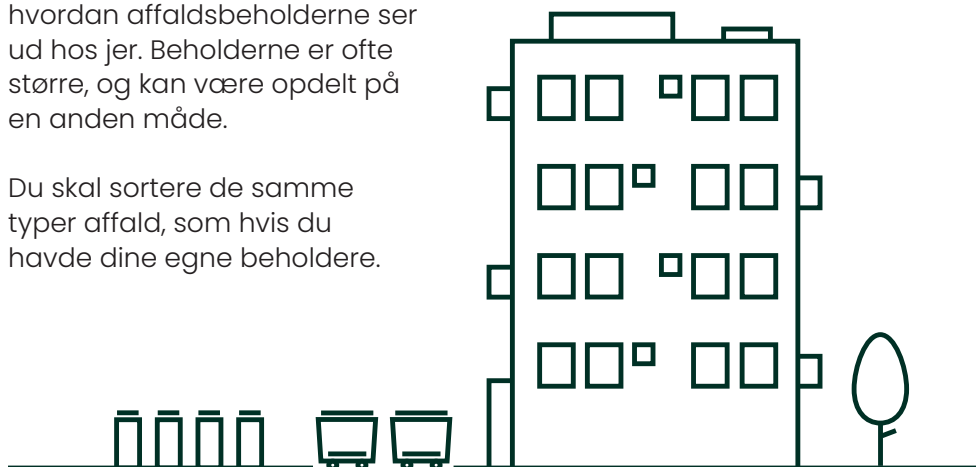 hvordan affaldsbeholderne ser
ud hos jer. Beholderne er ofte
større, og kan være opdelt på
en anden måde.
Du skal sortere de samme
typer affald, som hvis du
havde dine egne beholdere.